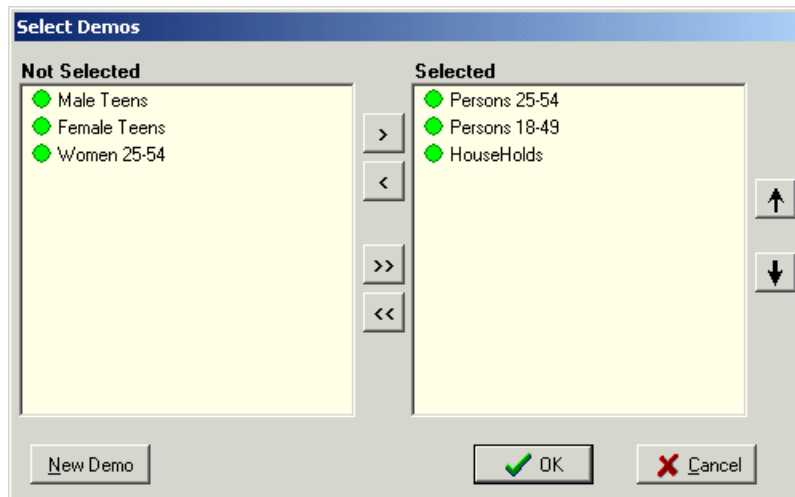 Select Demos
Not Selected
Male Teens
Female Teens
Women 25-54
>
<
>>
<<
Selected
Persons 25-54
Persons 18-49
HouseHolds
New Demo
OK
Cancel